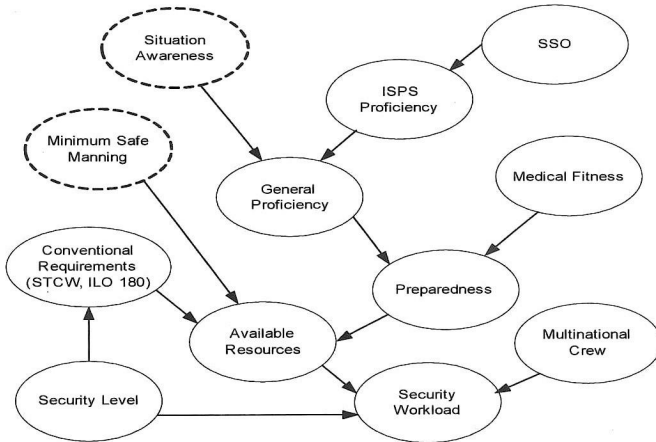 Situation
Awareness
SSO
ISPS
Proficiency
Minimum Safe
Manning
General
Proficiency
Medical Fitness
Conventional
Requirements
(STCW, ILO 180)
Preparedness
Available
Resources
Multinational
Crew
Security Level
Security
Workload